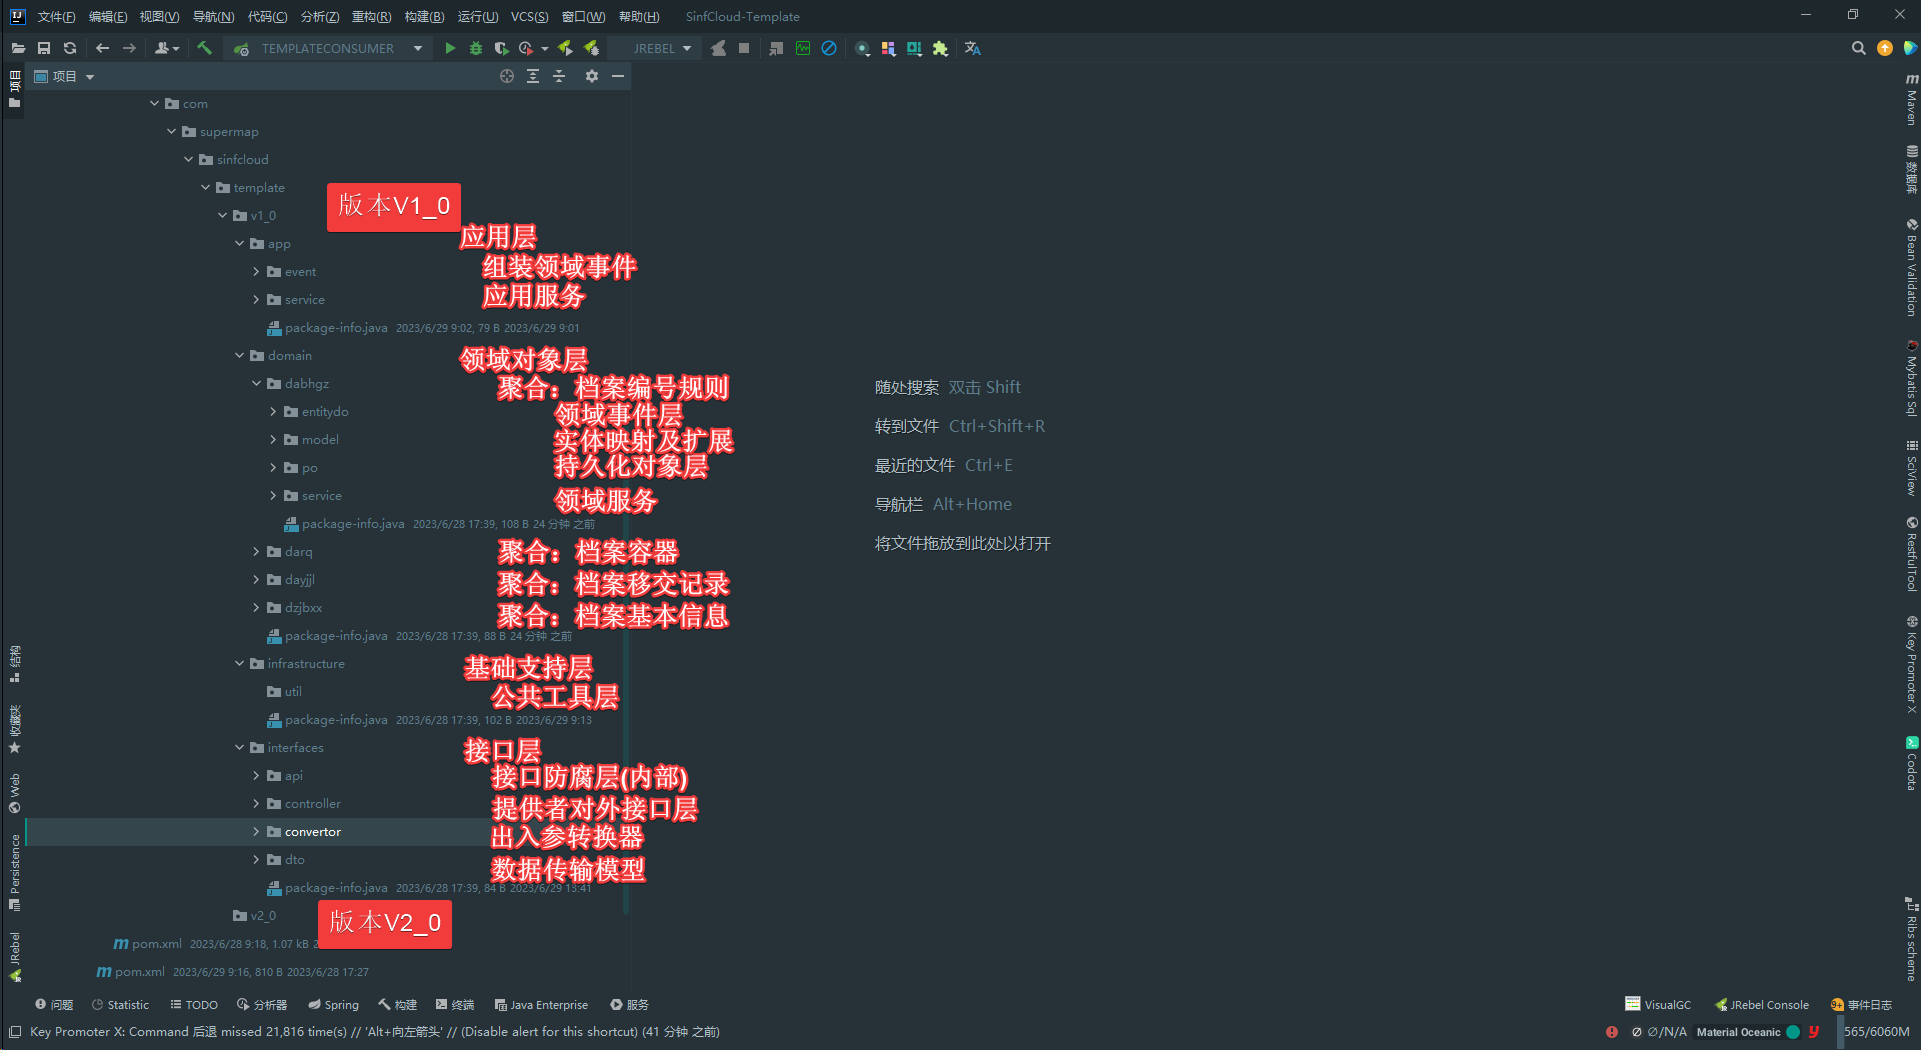 文件(F) 编辑(E) 视图(V) 导航(N) 代码(C) 分析(Z) 重构(R) 构建(B) 运行(U) VCS(S) 窗口(W) 帮助(H) SinfCloud-Template
TEMPLATECONSUMER JREBEL
项目
项目
com
supermap
sinfcloud
template
版本V1_0
v1_0
应用层
app
组装领域事件
event
应用服务
service
package-info.java 2023/6/29 9:02, 79 B 2023/6/29 9:01
domain
领域对象层
dabhgz
聚合：档案编号规则
entitydo
领域事件层
model
实体映射及扩展
po
持久化对象层
service
领域服务
package-info.java 2023/6/28 17:39, 108 B 24 分钟 之前
darq
聚合：档案容器
dayjjl
聚合：档案移交记录
dzjbxx
聚合：档案基本信息
package-info.java 2023/6/28 17:39, 88 B 24 分钟 之前
infrastructure
基础支持层
util
公共工具层
package-info.java 2023/6/28 17:39, 102 B 2023/6/29 9:13
interfaces
接口层
api
接口防腐层(内部)
controller
提供者对外接口层
convertor
出入参转换器
dto
数据传输模型
package-info.java 2023/6/28 17:39, 84 B 2023/6/29 13:41
v2_0
版本V2_0
pom.xml 2023/6/28 9:18, 1.07 kB 2
pom.xml 2023/6/29 9:16, 810 B 2023/6/28 17:27
随处搜索 双击 Shift
转到文件 Ctrl+Shift+R
最近的文件 Ctrl+E
导航栏 Alt+Home
将文件拖放到此处以打开
结构
收藏夹
Web
Persistence
JRebel
Maven
数据库
Bean Validation
Mybatis Sql
SciView
RestfulTool
Key Promoter X
Codota
Ribs scheme
问题 Statistic TODO 分析器 Spring 构建 终端 Java Enterprise 服务 VisualGC JRebel Console 9+ 事件日志
Key Promoter X: Command 后退 missed 21,816 time(s) // 'Alt+向左箭头' // (Disable alert for this shortcut) (41 分钟 之前)
∅/N/A Material Oceanic 565/6060M